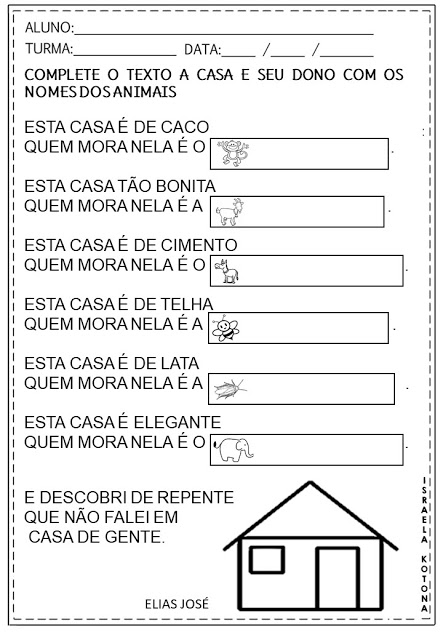 ALUNO:
TURMA: DATA: / /
COMPLETE O TEXTO A CASA E SEU DONO COM OS
NOMES DOS ANIMAIS
ESTA CASA É DE CACO
QUEM MORA NELA É O .
ESTA CASA TÃO BONITA
QUEM MORA NELA É A .
ESTA CASA É DE CIMENTO
QUEM MORA NELA É O .
ESTA CASA É DE TELHA
QUEM MORA NELA É A .
ESTA CASA É DE LATA
QUEM MORA NELA É A .
ESTA CASA É ELEGANTE
QUEM MORA NELA É O .
E DESCOBRI DE REPENTE
QUE NÃO FALEI EM
CASA DE GENTE.
ELIAS JOSÉ
ISRAELA KOTONA